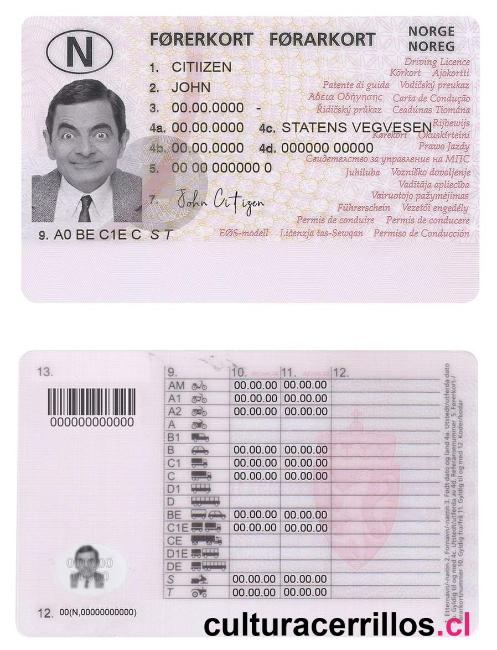 N
FØRERKORT FØRARKORT
NORGE
NOREG
1. CITIIZEN
2. JOHN
3. 00.00.0000 -
4a. 00.00.0000 4c. STATENS VEGVESEN
4b. 00.00.0000 4d. 000000 00000
5. 00 00 000000 0
7. John Citizen
9. A0 BE C1E C S T
Driving Licence
Körkort Ajokortti
Patente di guida Vodičský preukaz
Άδεια Οδήγησης Carta de Condução
Řidičský průkaz Ceadúnas Tiomána
Rijbewijs
Kørekort Ökuskírteini
Prawo Jazdy
Свидетелство за управление на МПС
Juhiluba Vozniško dovoljenje
Vadītāja apliecība
Vairuotojo pažymėjimas
Führerschein Vezetői engedély
Permis de conduire Permis de conducere
EØS-modell Liċenzja tas-Sewqan Permiso de Conducción
13.
000000000000
9. 10. 11. 12.
AM 00.00.00 00.00.00
A1 00.00.00 00.00.00
A2 00.00.00 00.00.00
A
B1
B 00.00.00 00.00.00
C1 00.00.00 00.00.00
C 00.00.00 00.00.00
D1
D
BE 00.00.00 00.00.00
C1E 00.00.00 00.00.00
CE
D1E
DE
S 00.00.00 00.00.00
T 00.00.00 00.00.00
12. 00(N,00000000000)
culturacerrillos.cl